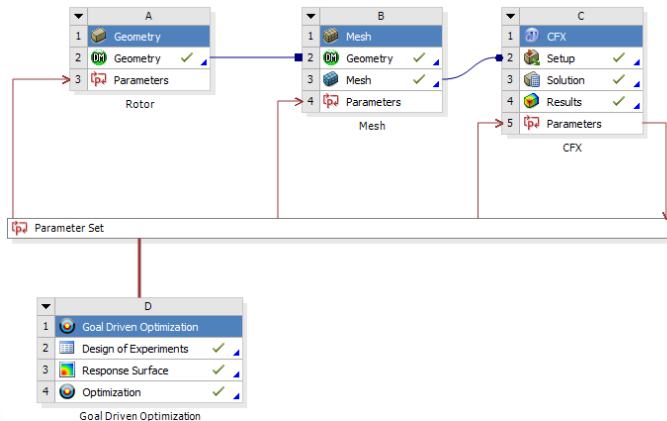 A
1 Geometry
2 DM Geometry
3 Parameters
Rotor
B
1 Mesh
2 DM Geometry
3 Mesh
4 Parameters
Mesh
C
1 CFX
2 Setup
3 Solution
4 Results
5 Parameters
CFX
Parameter Set
D
1 Goal Driven Optimization
2 Design of Experiments
3 Response Surface
4 Optimization
Goal Driven Optimization